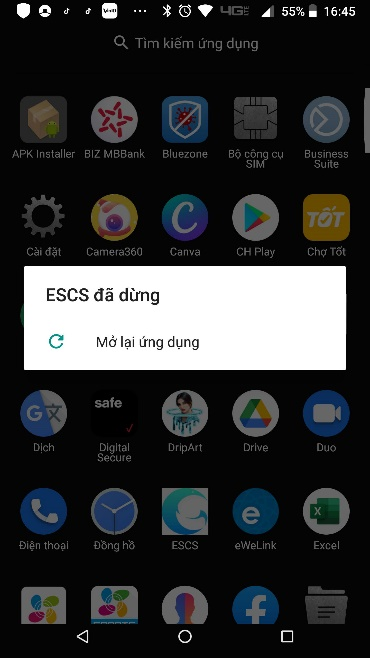 4G 55% 16:45
Tìm kiếm ứng dụng
APK Installer BIZ MBBank Bluezone Bộ công cụ SIM Business Suite
TỐT
Cài đặt Camera360 Canva CH Play Chợ Tốt
ESCS đã dừng
Mở lại ứng dụng
safe
Dịch Digital Secure DripArt Drive Duo
Điện thoại Đồng hồ ESCS eWeLink Excel